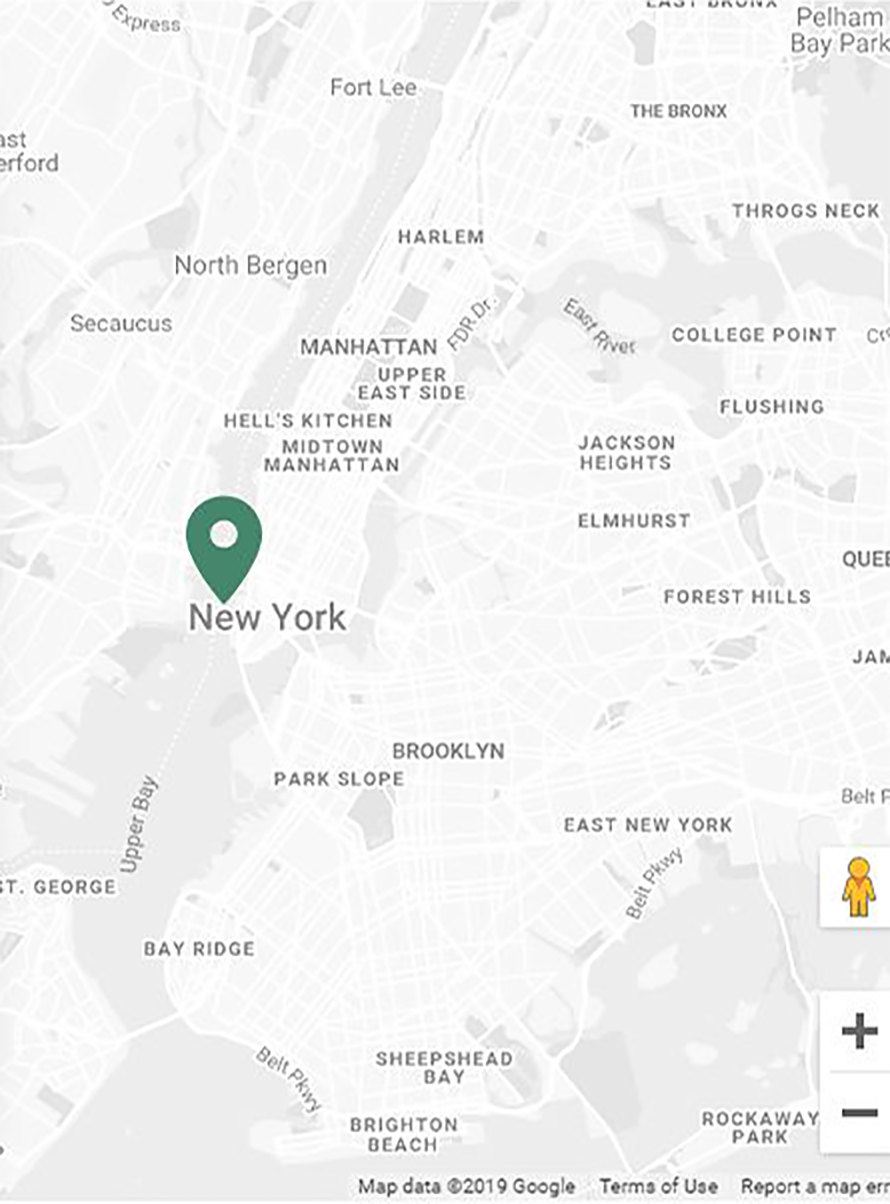 Express
EAST BRONX
Pelham
Bay Park
Fort Lee
THE BRONX
ast
erford
THROGS NECK
HARLEM
North Bergen
FDR Dr.
East River
Secaucus
COLLEGE POINT
MANHATTAN
UPPER
EAST SIDE
FLUSHING
HELL'S KITCHEN
MIDTOWN
MANHATTAN
JACKSON
HEIGHTS
ELMHURST
QUEE
FOREST HILLS
New York
JAM
BROOKLYN
PARK SLOPE
Upper Bay
Belt P
EAST NEW YORK
Belt Pkwy
ST. GEORGE
BAY RIDGE
Belt Pkwy
SHEEPSHEAD
BAY
BRIGHTON
BEACH
ROCKAWAY
PARK
Map data ©2019 Google
Terms of Use
Report a map err